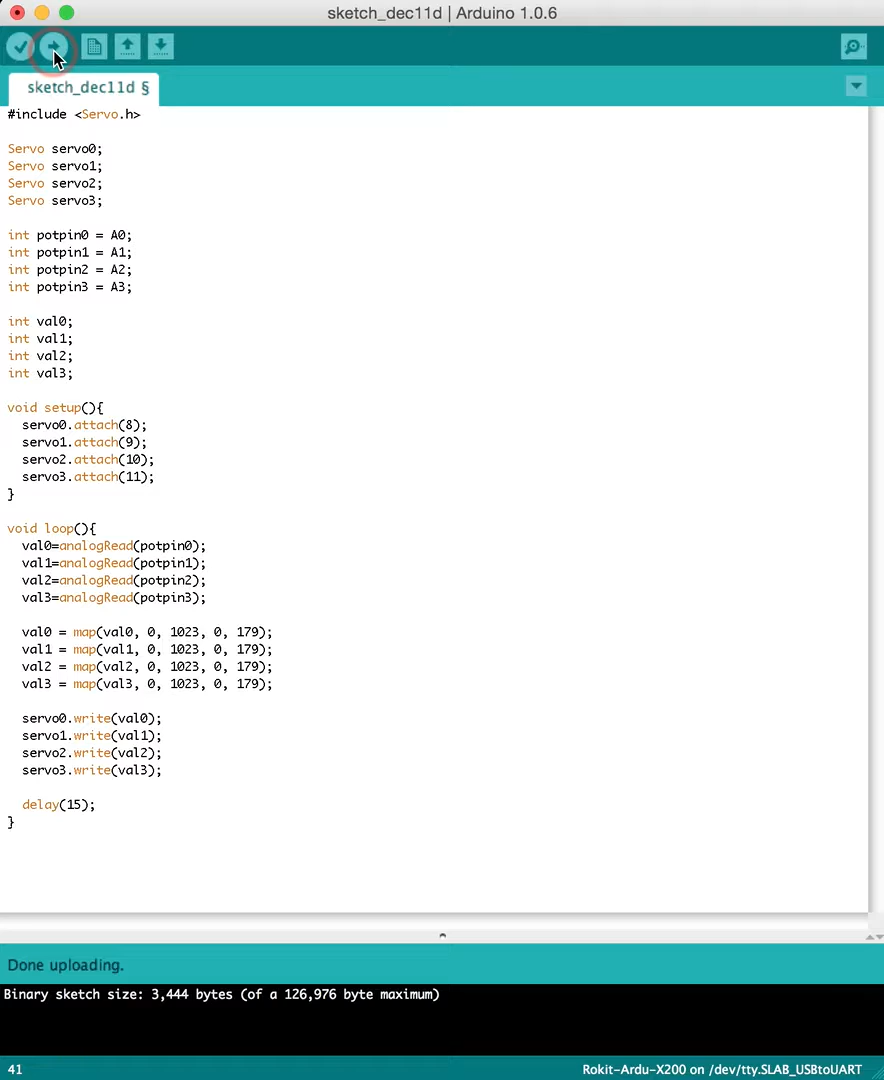 sketch_dec11d | Arduino 1.0.6
sketch_dec11d §
#include <Servo.h>
Servo servo0;
Servo servo1;
Servo servo2;
Servo servo3;
int potpin0 = A0;
int potpin1 = A1;
int potpin2 = A2;
int potpin3 = A3;
int val0;
int val1;
int val2;
int val3;
void setup(){
servo0.attach(8);
servo1.attach(9);
servo2.attach(10);
servo3.attach(11);
}
void loop(){
val0=analogRead(potpin0);
val1=analogRead(potpin1);
val2=analogRead(potpin2);
val3=analogRead(potpin3);
val0 = map(val0, 0, 1023, 0, 179);
val1 = map(val1, 0, 1023, 0, 179);
val2 = map(val2, 0, 1023, 0, 179);
val3 = map(val3, 0, 1023, 0, 179);
servo0.write(val0);
servo1.write(val1);
servo2.write(val2);
servo3.write(val3);
delay(15);
}
Done uploading.
Binary sketch size: 3,444 bytes (of a 126,976 byte maximum)
41 Rokit-Ardu-X200 on /dev/tty.SLAB_USBtoUART